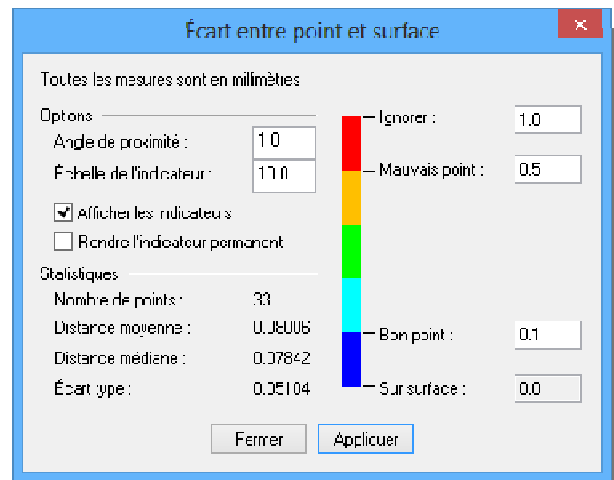 Écart entre point et surface
Toutes les mesures sont en millimètres
Options
Angle de proximité : 1.0
Échelle de l'indicateur : 10.0
Afficher les indicateurs
Rendre l'indicateur permanent
Statistiques
Nombre de points : 33
Distance moyenne :
Distance médiane : 0.07842
Écart type : 0.05104
Ignorer : 1.0
Mauvais point : 0.5
Bon point : 0.1
Sur surface : 0.0
Fermer
Appliquer